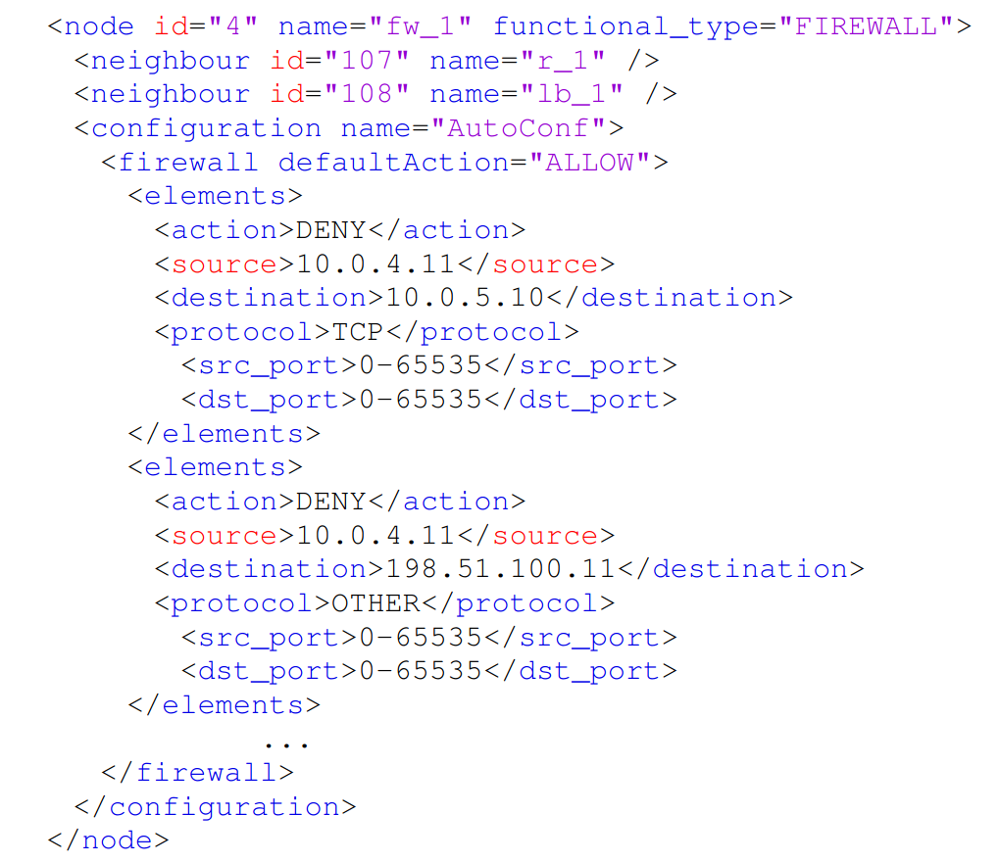 <node id="4" name="fw_1" functional_type="FIREWALL">
<neighbour id="107" name="r_1" />
<neighbour id="108" name="lb_1" />
<configuration name="AutoConf">
<firewall defaultAction="ALLOW">
<elements>
<action>DENY</action>
<source>10.0.4.11</source>
<destination>10.0.5.10</destination>
<protocol>TCP</protocol>
<src_port>0-65535</src_port>
<dst_port>0-65535</dst_port>
</elements>
<elements>
<action>DENY</action>
<source>10.0.4.11</source>
<destination>198.51.100.11</destination>
<protocol>OTHER</protocol>
<src_port>0-65535</src_port>
<dst_port>0-65535</dst_port>
</elements>
...
</firewall>
</configuration>
</node>